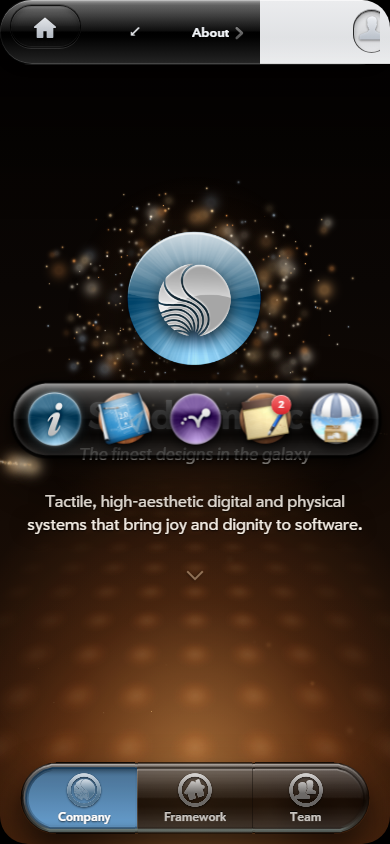 About
i
2
The finest designs in the galaxy
Tactile, high-aesthetic digital and physical
systems that bring joy and dignity to software.
Company
Framework
Team